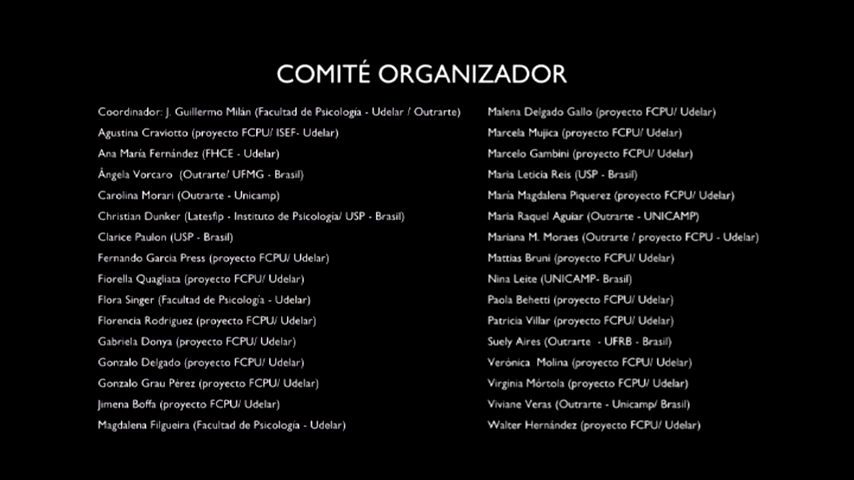 COMITÉ ORGANIZADOR
Coordinador: J. Guillermo Milán (Facultad de Psicología - Udelar / Outrarte)
Agustina Craviotto (proyecto FCPU/ ISEF- Udelar)
Ana María Fernández (FHCE - Udelar)
Ângela Vorcaro (Outrarte/ UFMG - Brasil)
Carolina Morari (Outrarte - Unicamp)
Christian Dunker (Latesfip - Instituto de Psicologia/ USP - Brasil)
Clarice Paulon (USP - Brasil)
Fernando García Press (proyecto FCPU/ Udelar)
Fiorella Quagliata (proyecto FCPU/ Udelar)
Flora Singer (Facultad de Psicología - Udelar)
Florencia Rodríguez (proyecto FCPU/ Udelar)
Gabriela Donya (proyecto FCPU/ Udelar)
Gonzalo Delgado (proyecto FCPU/ Udelar)
Gonzalo Grau Pérez (proyecto FCPU/ Udelar)
Jimena Boffa (proyecto FCPU/ Udelar)
Magdalena Filgueira (Facultad de Psicología - Udelar)
Malena Delgado Gallo (proyecto FCPU/ Udelar)
Marcela Mujica (proyecto FCPU/ Udelar)
Marcelo Gambini (proyecto FCPU/ Udelar)
Maria Letícia Reis (USP - Brasil)
María Magdalena Piquerez (proyecto FCPU/ Udelar)
Maria Raquel Aguiar (Outrarte - UNICAMP)
Mariana M. Moraes (Outrarte / proyecto FCPU - Udelar)
Mattias Bruni (proyecto FCPU/ Udelar)
Nina Leite (UNICAMP- Brasil)
Paola Behetti (proyecto FCPU/ Udelar)
Patricia Villar (proyecto FCPU/ Udelar)
Suely Aires (Outrarte - UFRB - Brasil)
Verónica Molina (proyecto FCPU/ Udelar)
Virginia Mórtola (proyecto FCPU/ Udelar)
Viviane Veras (Outrarte - Unicamp/ Brasil)
Walter Hernández (proyecto FCPU/ Udelar)